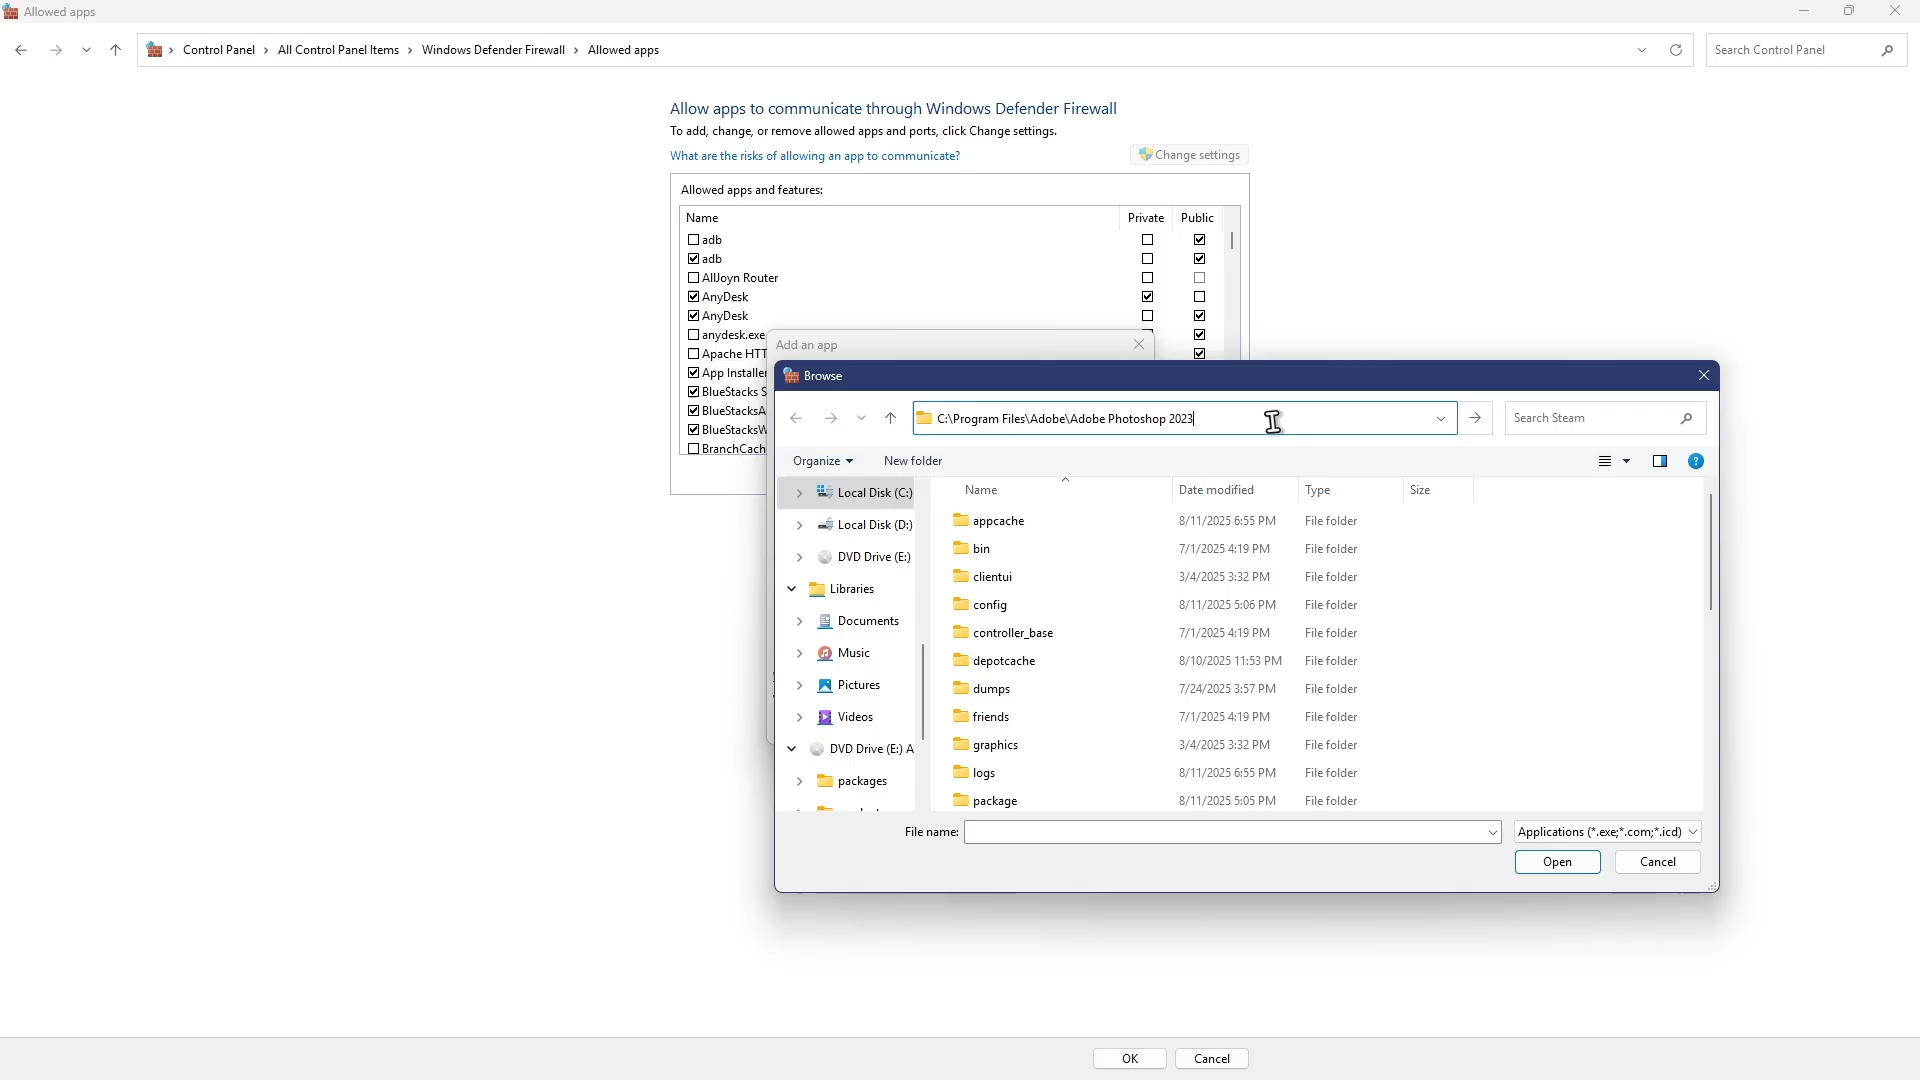 Allowed apps
Control Panel > All Control Panel Items > Windows Defender Firewall > Allowed apps
Search Control Panel
Allow apps to communicate through Windows Defender Firewall
To add, change, or remove allowed apps and ports, click Change settings.
What are the risks of allowing an app to communicate?
Change settings
Allowed apps and features:
Name Private Public
adb
adb
AllJoyn Router
AnyDesk
AnyDesk
anydesk.exe
Apache HTT
App Installer
BlueStacks S
BlueStacksA
BlueStacksW
BranchCach
Add an app
Browse
C:\Program Files\Adobe\Adobe Photoshop 2023
Search Steam
Organize New folder
Local Disk (C:)
Local Disk (D:)
DVD Drive (E:)
Libraries
Documents
Music
Pictures
Videos
DVD Drive (E:) A
packages
Name Date modified Type Size
appcache 8/11/2025 6:55 PM File folder
bin 7/1/2025 4:19 PM File folder
clientui 3/4/2025 3:32 PM File folder
config 8/11/2025 5:06 PM File folder
controller_base 7/1/2025 4:19 PM File folder
depotcache 8/10/2025 11:53 PM File folder
dumps 7/24/2025 3:57 PM File folder
friends 7/1/2025 4:19 PM File folder
graphics 3/4/2025 3:32 PM File folder
logs 8/11/2025 6:55 PM File folder
package 8/11/2025 5:05 PM File folder
File name:
Applications (*.exe;*.com;*.icd)
Open Cancel
OK Cancel